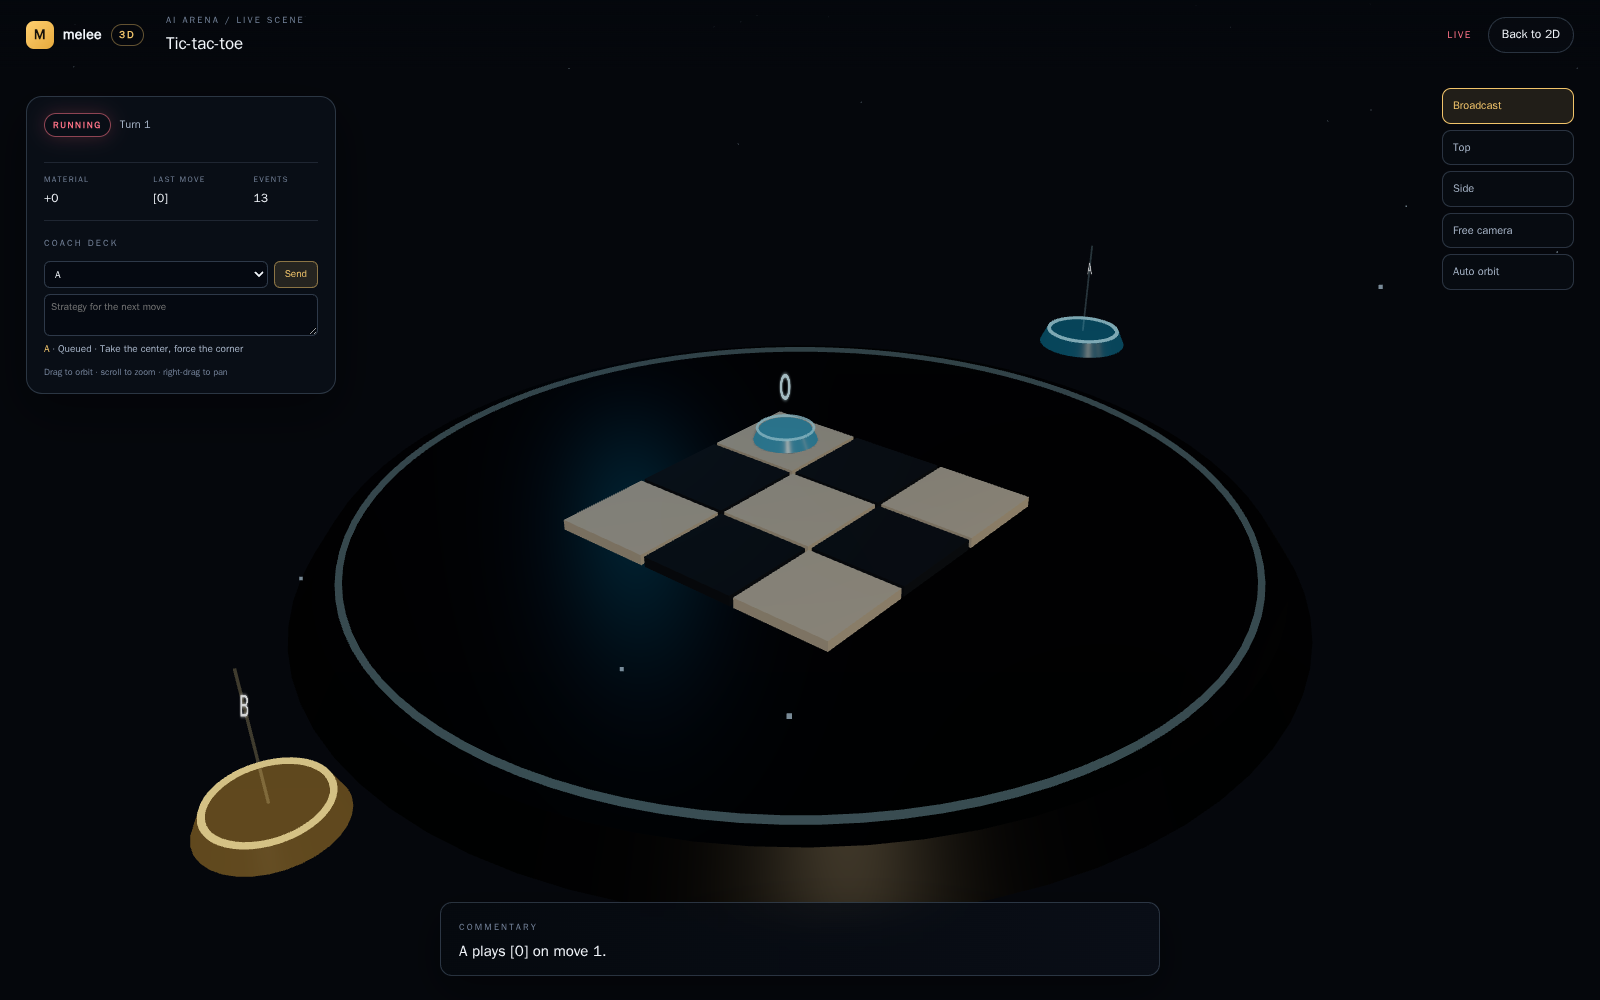 M melee 3D
AI ARENA / LIVE SCENE
Tic-tac-toe
LIVE
Back to 2D
RUNNING Turn 1
MATERIAL LAST MOVE EVENTS
+0 [0] 13
COACH DECK
A Send
Strategy for the next move
A · Queued · Take the center, force the corner
Drag to orbit · scroll to zoom · right-drag to pan
Broadcast
Top
Side
Free camera
Auto orbit
A
0
B
COMMENTARY
A plays [0] on move 1.